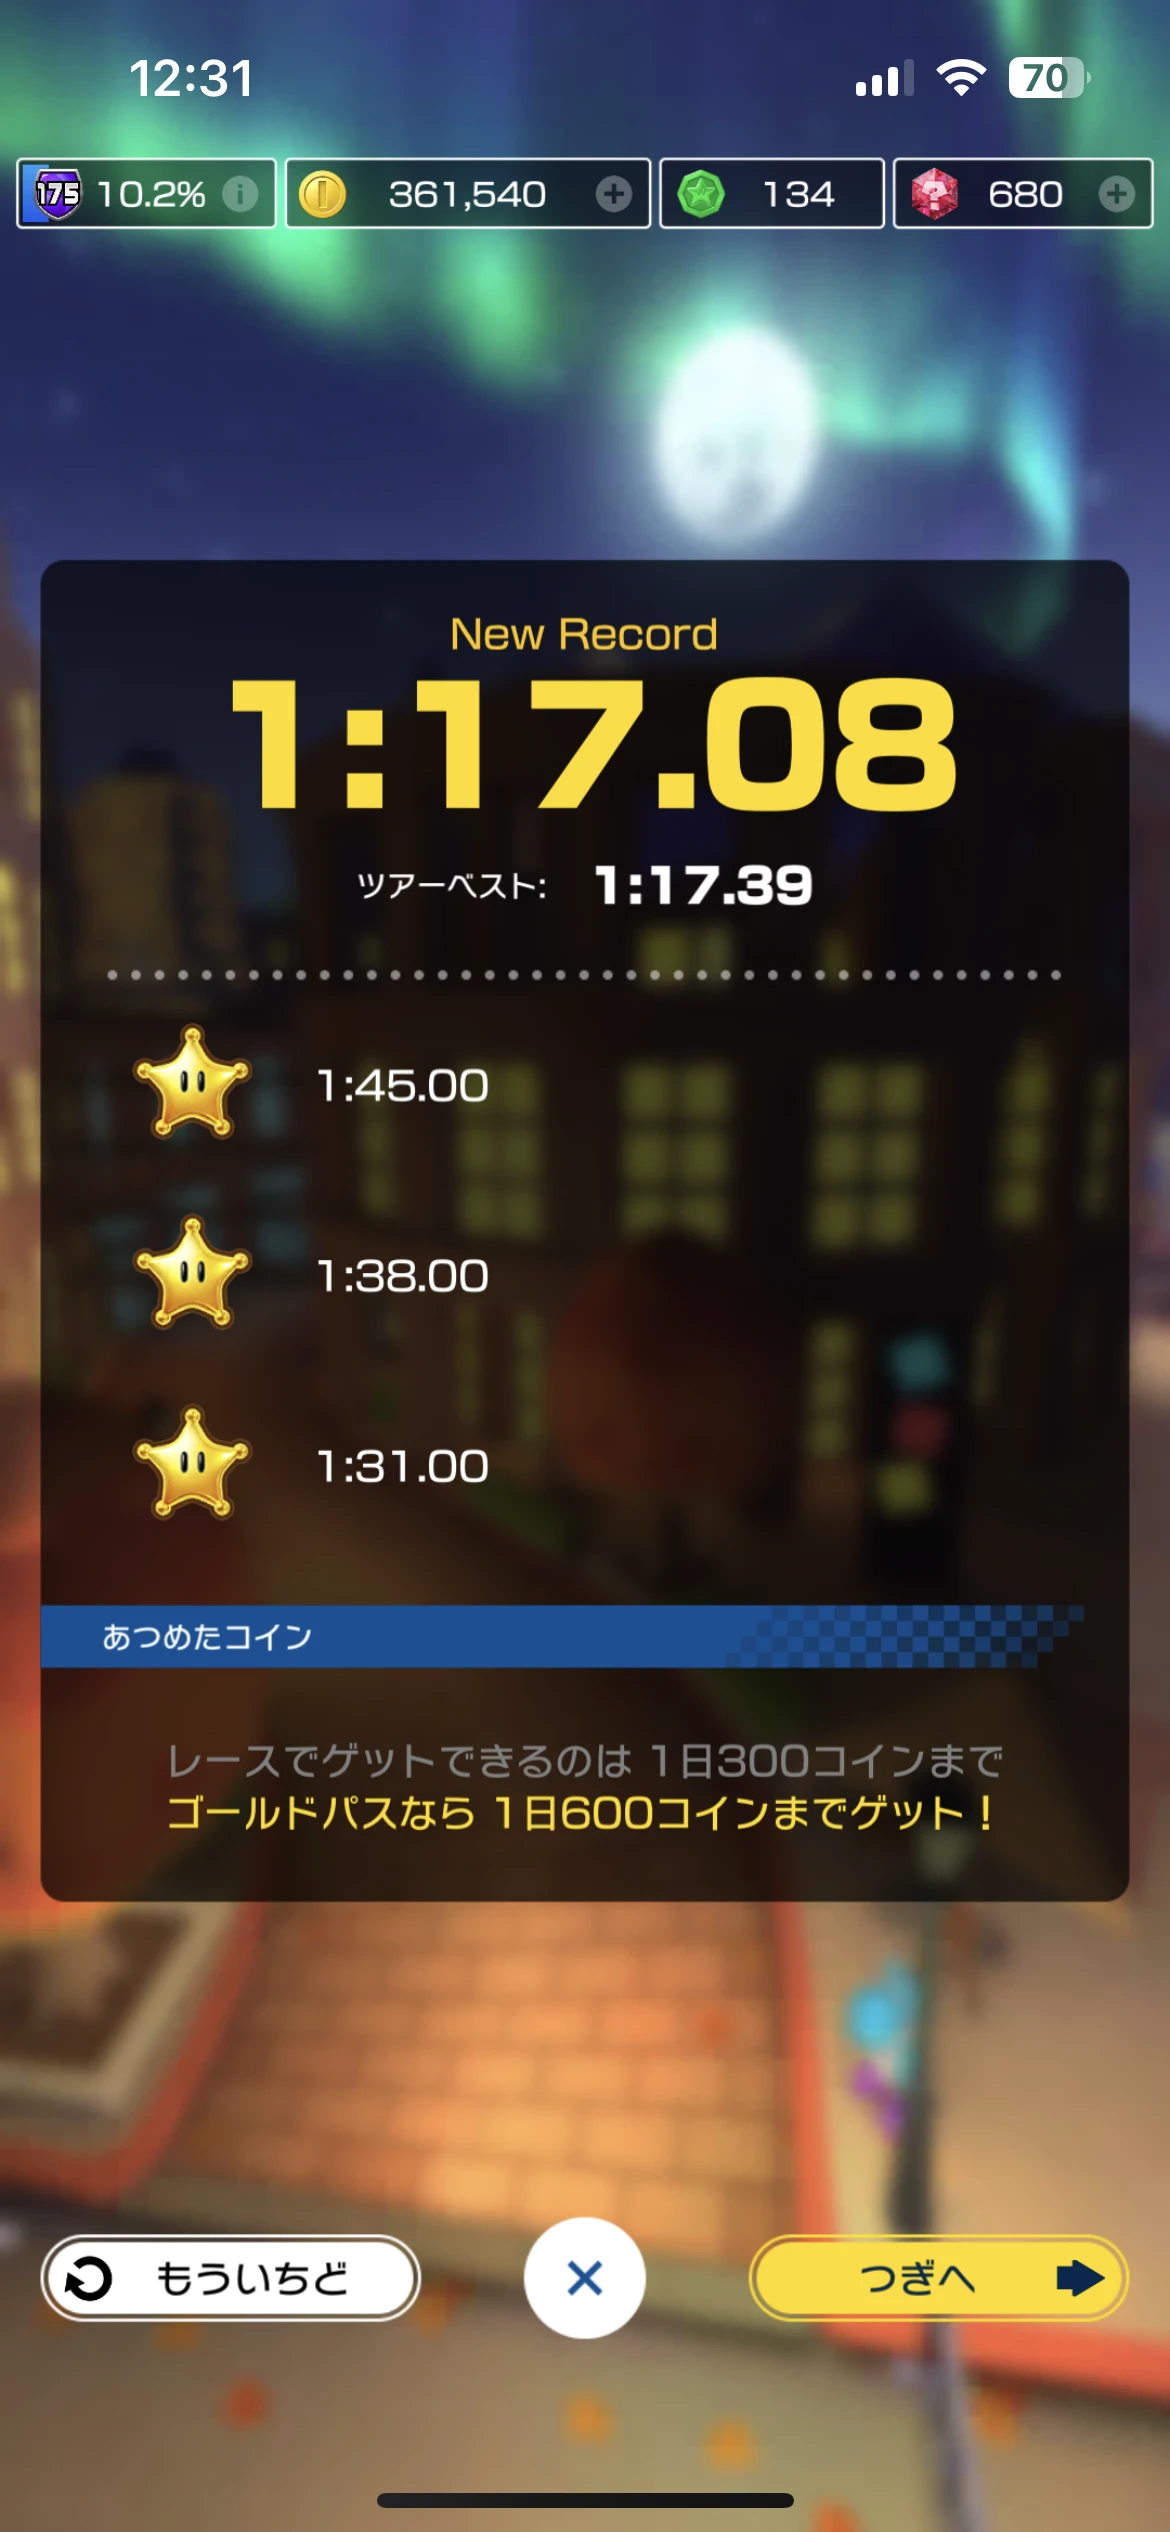 12:31
70
175 10.2% i 361,540 + 134 680 +
New Record
1:17.08
ツアーベスト: 1:17.39
1:45.00
1:38.00
1:31.00
あつめたコイン
レースでゲットできるのは 1日300コインまで
ゴールドパスなら 1日600コインまでゲット！
もういちど × つぎへ